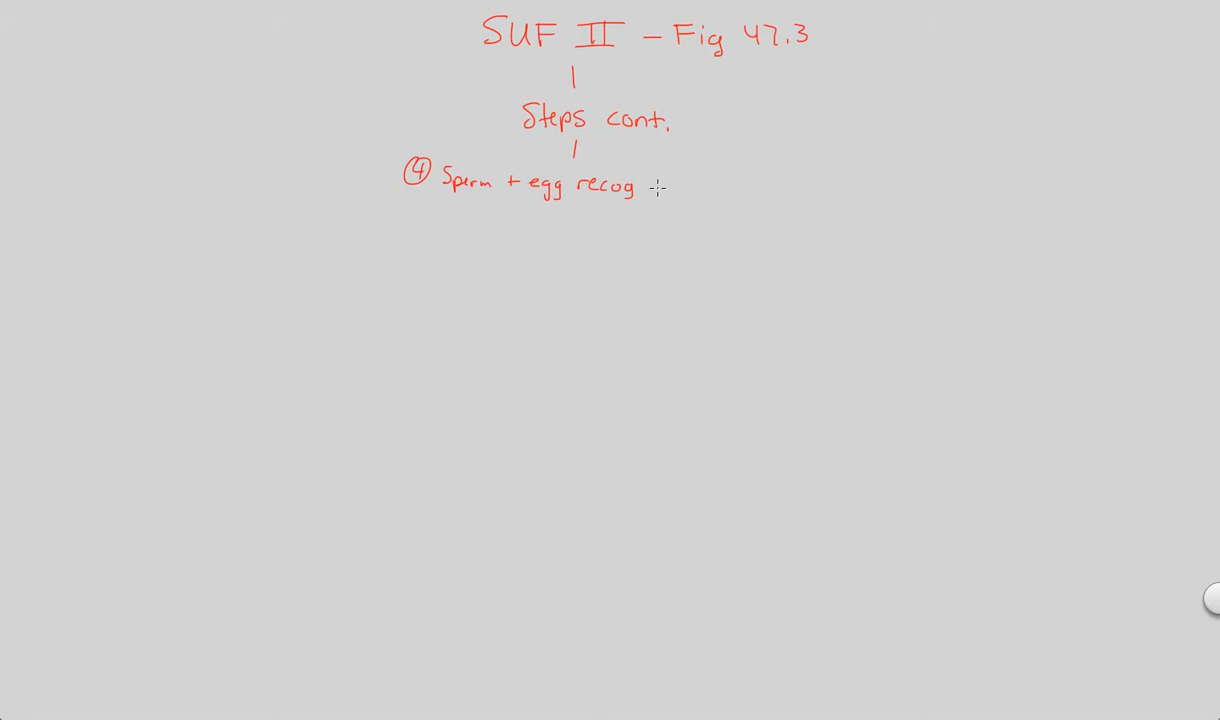 SUF II - Fig 47.3
Steps cont.
④ Sperm + egg recog